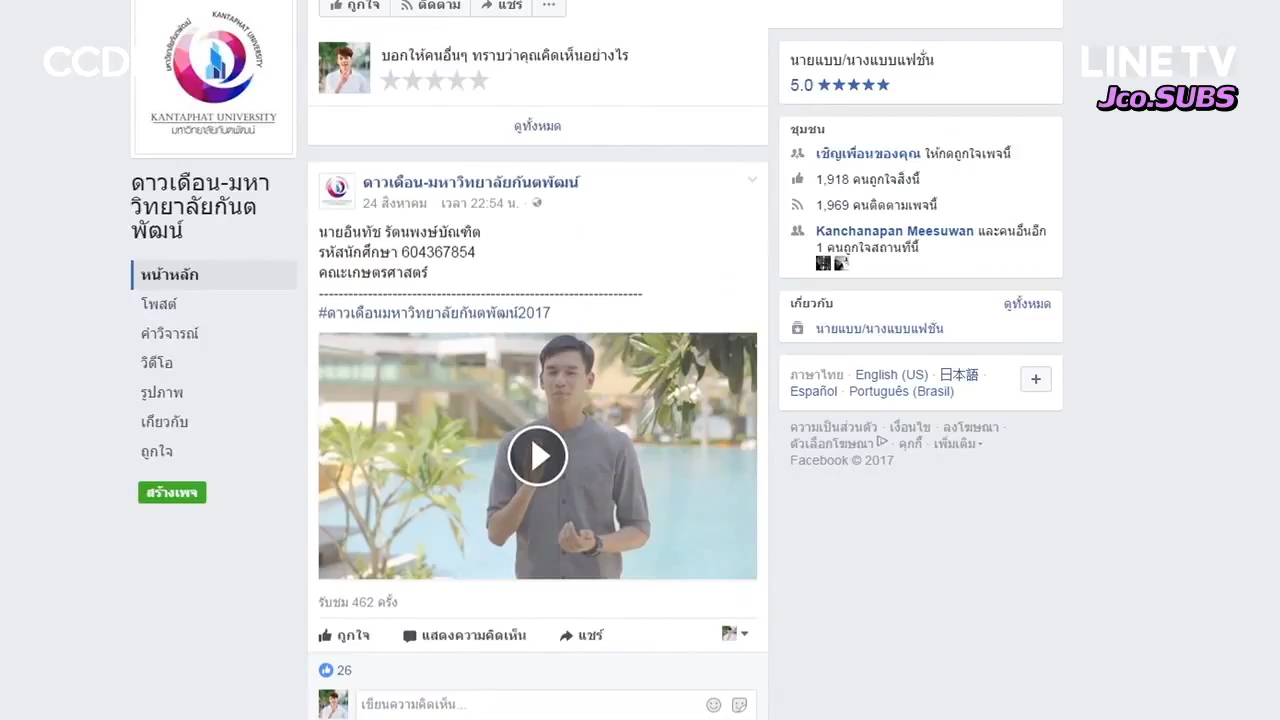 ถูกใจ
ติดตาม
แชร์
CCD
KANTAPHAT UNIVERSITY
มหาวิทยาลัยกันตพัฒน์
KANTAPHAT UNIVERSITY
มหาวิทยาลัยกันตพัฒน์
ดาวเดือน-มหา
วิทยาลัยกันต
พัฒน์
หน้าหลัก
โพสต์
คำวิจารณ์
วิดีโอ
รูปภาพ
เกี่ยวกับ
ถูกใจ
สร้างเพจ
บอกให้คนอื่นๆ ทราบว่าคุณคิดเห็นอย่างไร
ดูทั้งหมด
ดาวเดือน-มหาวิทยาลัยกันตพัฒน์
24 สิงหาคม เวลา 22:54 น. ·
นายอินทัช รัตนพงษ์บัณฑิต
รหัสนักศึกษา 604367854
คณะเกษตรศาสตร์
------------------------------------------------------------------
#ดาวเดือนมหาวิทยาลัยกันตพัฒน์2017
รับชม 462 ครั้ง
ถูกใจ
แสดงความคิดเห็น
แชร์
26
เขียนความคิดเห็น...
นายแบบ/นางแบบแฟชั่น
5.0 ★★★★★
LINE TV
Jco.SUBS
ชุมชน
เชิญเพื่อนของคุณ ให้กดถูกใจเพจนี้
1,918 คนถูกใจสิ่งนี้
1,969 คนติดตามเพจนี้
Kanchanapan Meesuwan และคนอื่นอีก
1 คนถูกใจสถานที่นี้
เกี่ยวกับ ดูทั้งหมด
นายแบบ/นางแบบแฟชั่น
ภาษาไทย · English (US) · 日本語 ·
Español · Português (Brasil)
ความเป็นส่วนตัว · เงื่อนไข · ลงโฆษณา ·
ตัวเลือกโฆษณา · คุกกี้ · เพิ่มเติม
Facebook © 2017